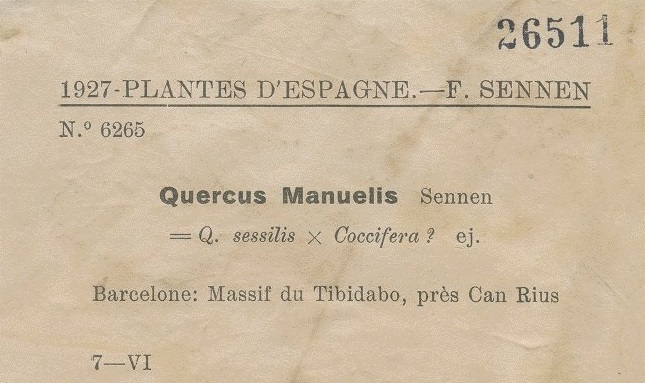 26511
1927-PLANTES D'ESPAGNE.—F. SENNEN
N.º 6265
Quercus Manuelis Sennen
= Q. sessilis × Coccifera? ej.
Barcelone: Massif du Tibidabo, près Can Rius
7—VI